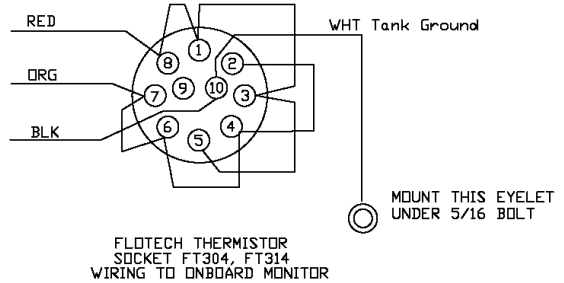 RED
WHT Tank Ground
1
8
2
ORG
9
10
7
3
6
4
BLK
5
MOUNT THIS EYELET
UNDER 5/16 BOLT
FLOTECH THERMISTOR
SOCKET FT304, FT314
WIRING TO ONBOARD MONITOR